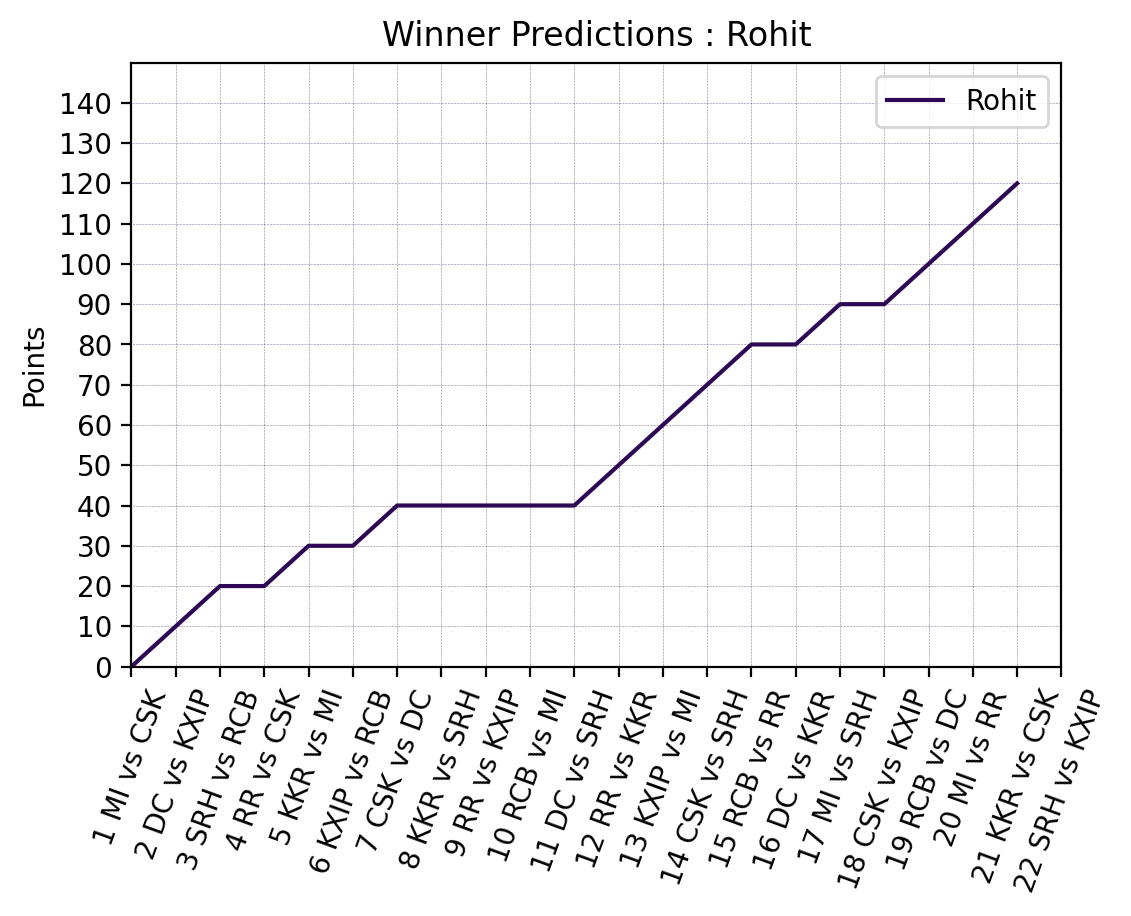 Winner Predictions : Rohit
Rohit
Points
140
130
120
110
100
90
80
70
60
50
40
30
20
10
0
1 MI vs CSK
2 DC vs KXIP
3 SRH vs RCB
4 RR vs CSK
5 KKR vs MI
6 KXIP vs RCB
7 CSK vs DC
8 KKR vs SRH
9 RR vs KXIP
10 RCB vs MI
11 DC vs SRH
12 RR vs KKR
13 KXIP vs MI
14 CSK vs SRH
15 RCB vs RR
16 DC vs KKR
17 MI vs SRH
18 CSK vs KXIP
19 RCB vs DC
20 MI vs RR
21 KKR vs CSK
22 SRH vs KXIP